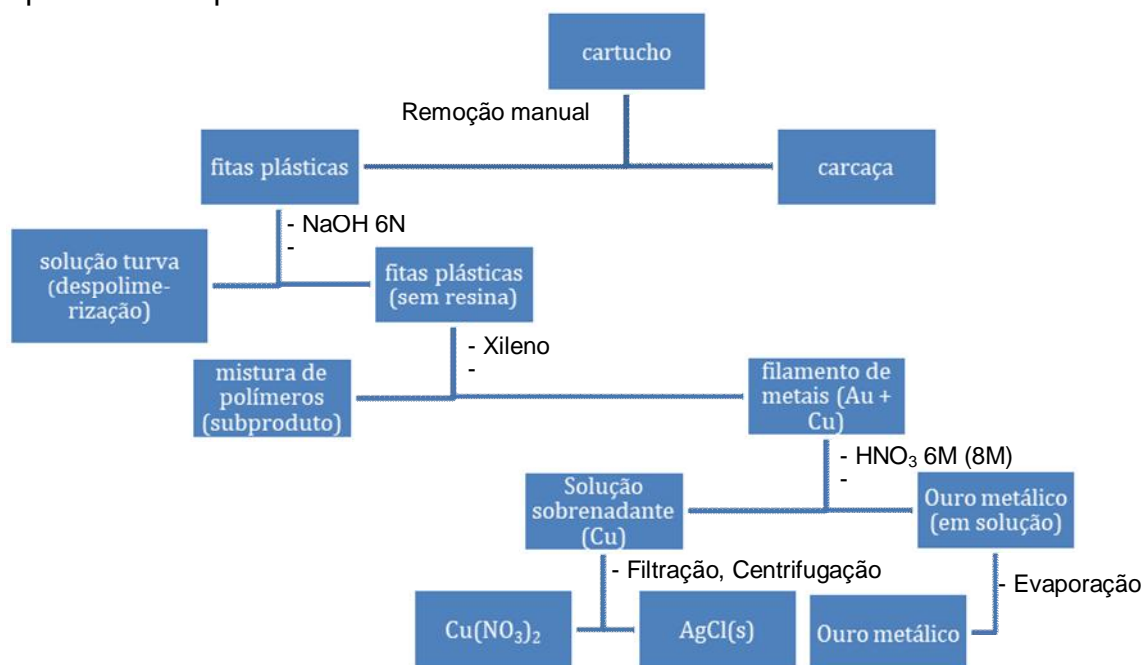 cartucho
Remoção manual
fitas plásticas
carcaça
- NaOH 6N
-
solução turva
(despolime-
rização)
fitas plásticas
(sem resina)
- Xileno
-
mistura de
polímeros
(subproduto)
filamento de
metais (Au +
Cu)
- HNO₃ 6M (8M)
-
Solução
sobrenadante
(Cu)
Ouro metálico
(em solução)
- Filtração, Centrifugação
- Evaporação
Cu(NO₃)₂
AgCl(s)
Ouro metálico